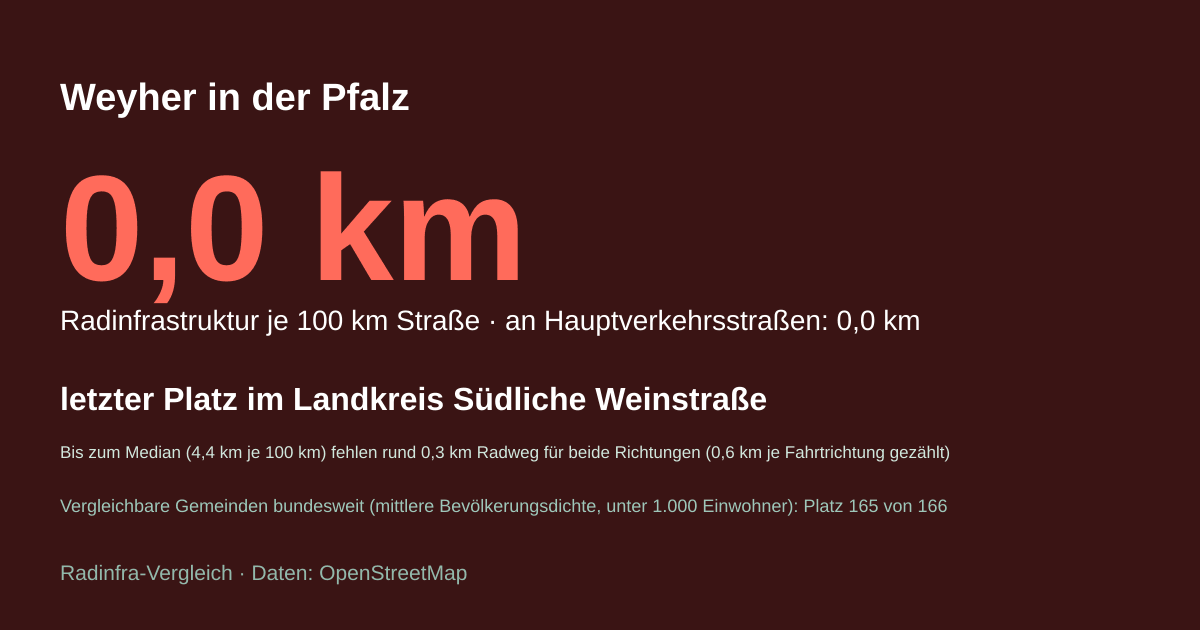 Weyher in der Pfalz
0,0 km
Radinfrastruktur je 100 km Straße · an Hauptverkehrsstraßen: 0,0 km
letzter Platz im Landkreis Südliche Weinstraße
Bis zum Median (4,4 km je 100 km) fehlen rund 0,3 km Radweg für beide Richtungen (0,6 km je Fahrtrichtung gezählt)
Vergleichbare Gemeinden bundesweit (mittlere Bevölkerungsdichte, unter 1.000 Einwohner): Platz 165 von 166
Radinfra-Vergleich · Daten: OpenStreetMap